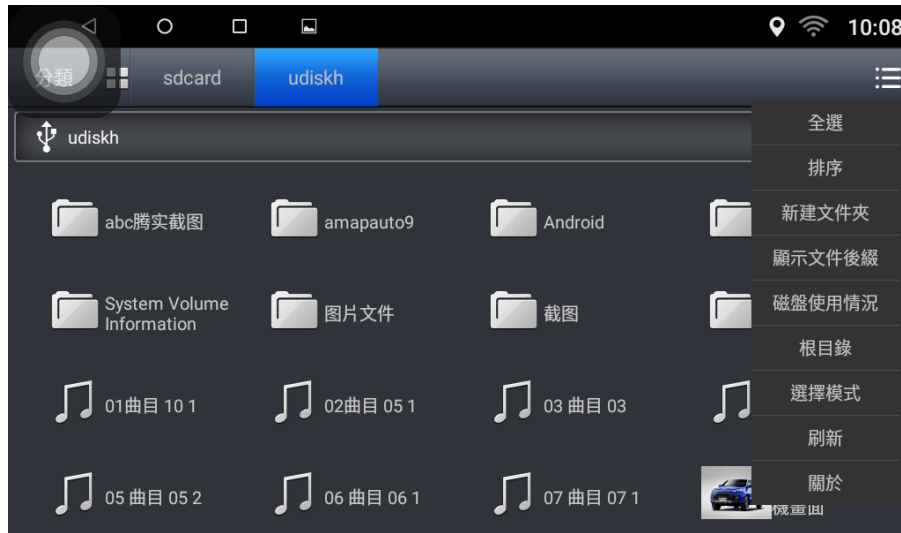 10:08
分類
sdcard
udiskh
udiskh
全選
排序
新建文件夾
顯示文件後綴
磁盤使用情況
根目錄
選擇模式
刷新
關於
abc腾实截图
amapauto9
Android
System Volume
Information
图片文件
截图
01曲目 10 1
02曲目 05 1
03 曲目 03
05 曲目 05 2
06 曲目 06 1
07 曲目 07 1
機畫面